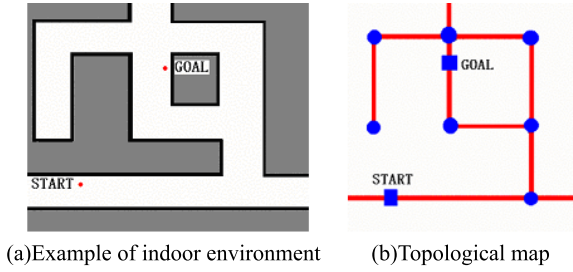 GOAL
START
GOAL
START
(a)Example of indoor environment
(b)Topological map